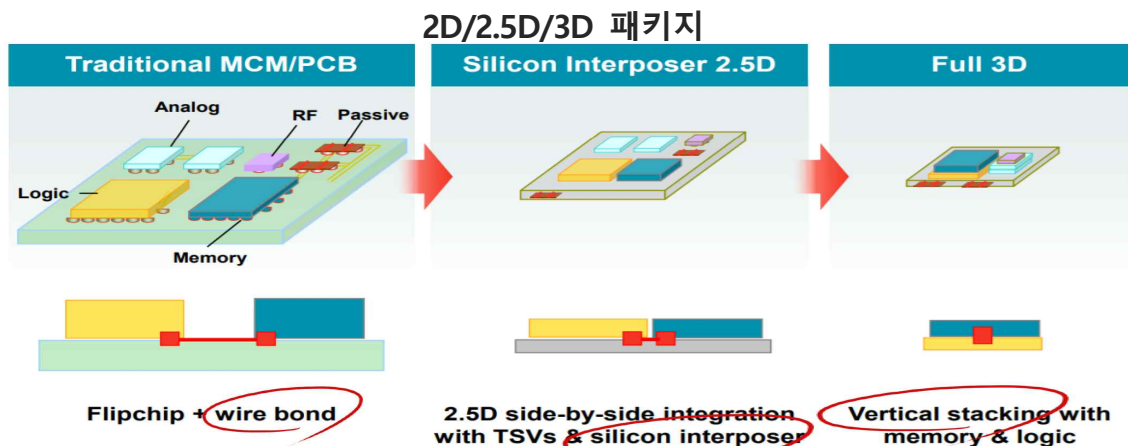 2D/2.5D/3D 패키지
Traditional MCM/PCB
Silicon Interposer 2.5D
Full 3D
Analog
RF
Passive
Logic
Memory
Flipchip + wire bond
2.5D side-by-side integration
with TSVs & silicon interposer
Vertical stacking with
memory & logic